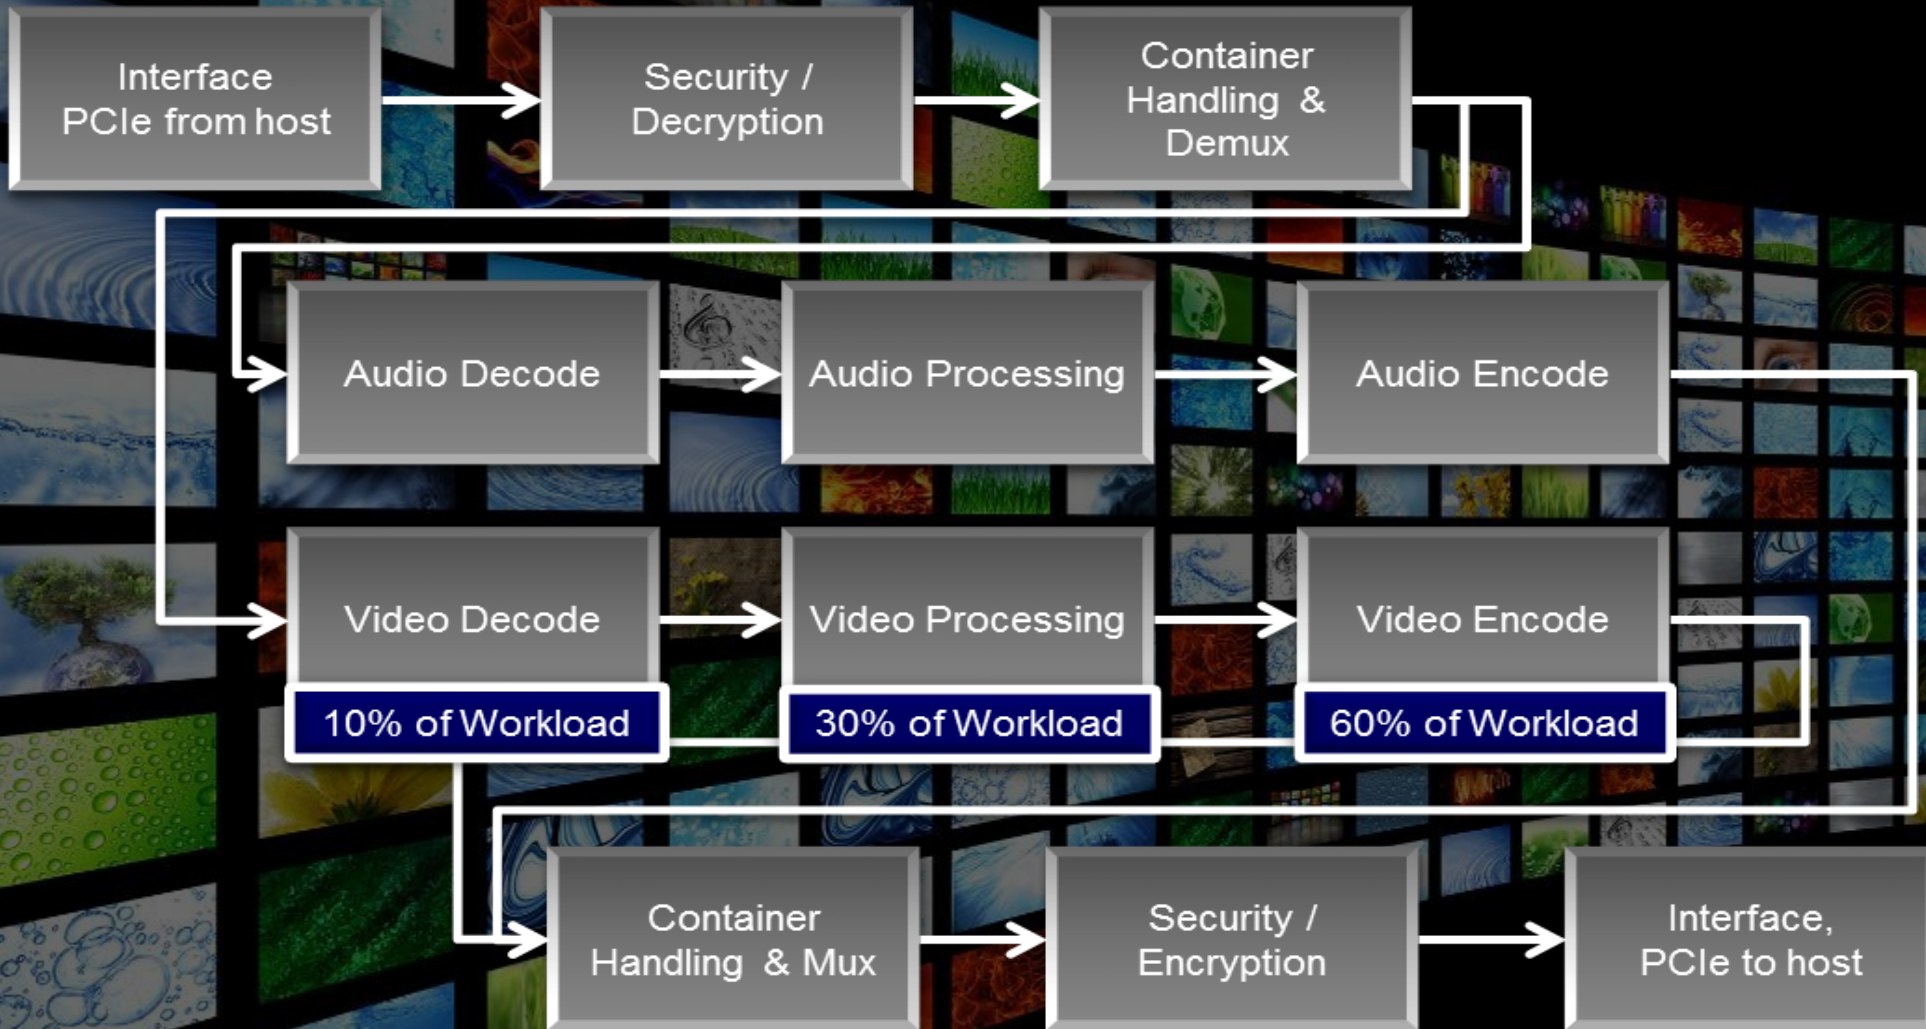 Interface
PCIe from host
Security /
Decryption
Container
Handling & 
Demux
Audio Decode
Audio Processing
Audio Encode
Video Decode
Video Processing
Video Encode
10% of Workload
30% of Workload
60% of Workload
Container
Handling & Mux
Security /
Encryption
Interface,
PCIe to host